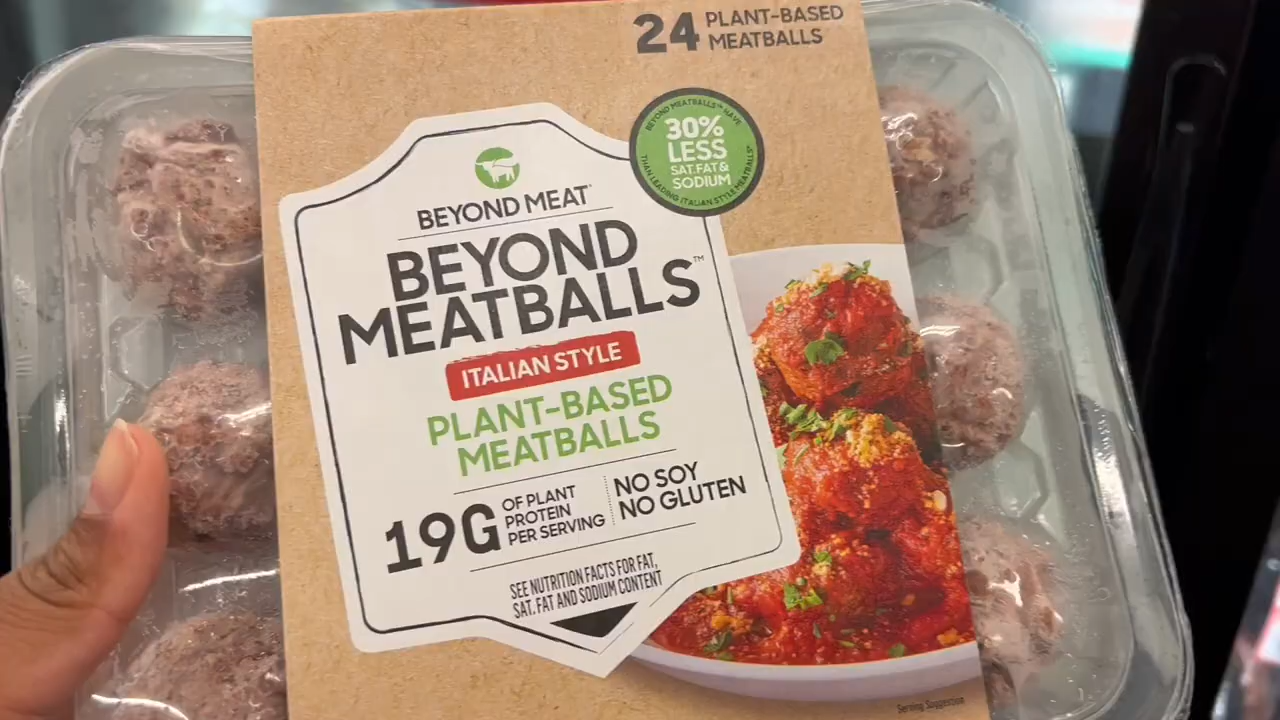 24 PLANT-BASED
MEATBALLS
BEYOND MEATBALLS™ HAVE
30%
LESS
SAT. FAT &
SODIUM
THAN LEADING ITALIAN STYLE MEATBALLS*
BEYOND MEAT®
BEYOND
MEATBALLS™
ITALIAN STYLE
PLANT-BASED
MEATBALLS
19G OF PLANT
PROTEIN
PER SERVING
NO SOY
NO GLUTEN
SEE NUTRITION FACTS FOR FAT,
SAT. FAT AND SODIUM CONTENT
Serving Suggestion